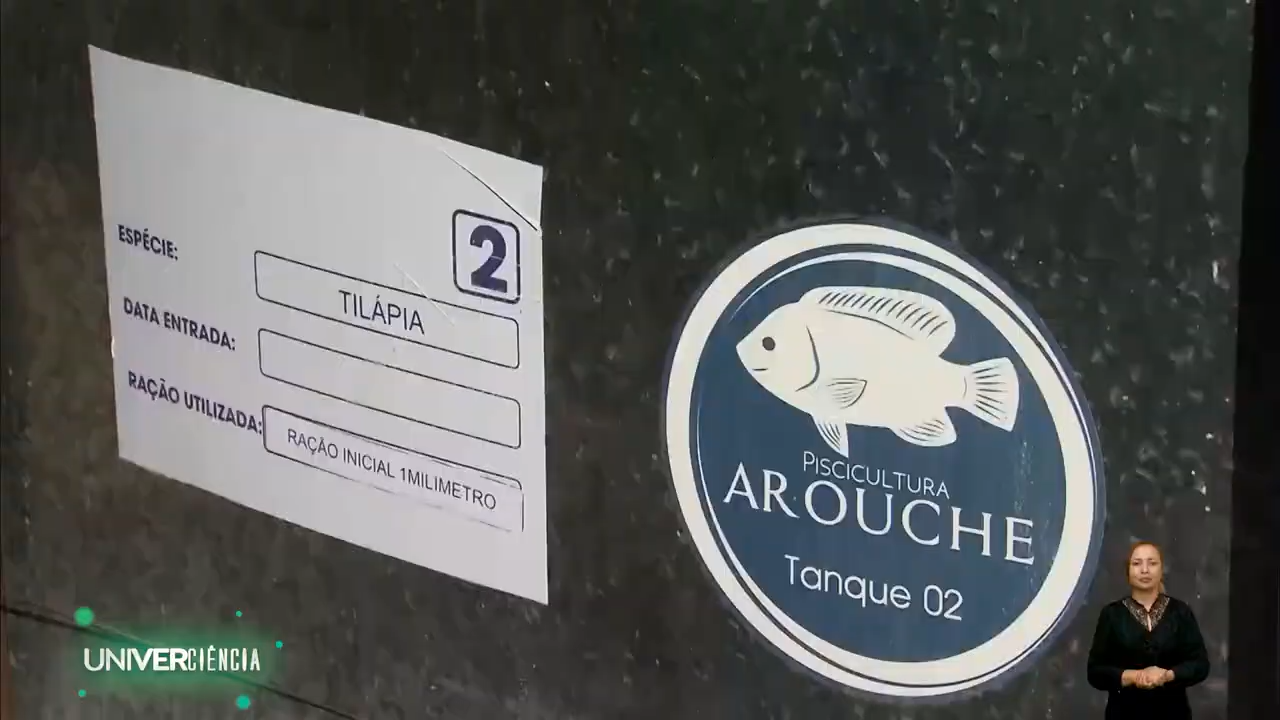 2
ESPÉCIE:
TILÁPIA
DATA ENTRADA:
RAÇÃO UTILIZADA:
RAÇÃO INICIAL 1MILIMETRO
PISCICULTURA
AROUCHE
Tanque 02
UNIVERCIÊNCIA